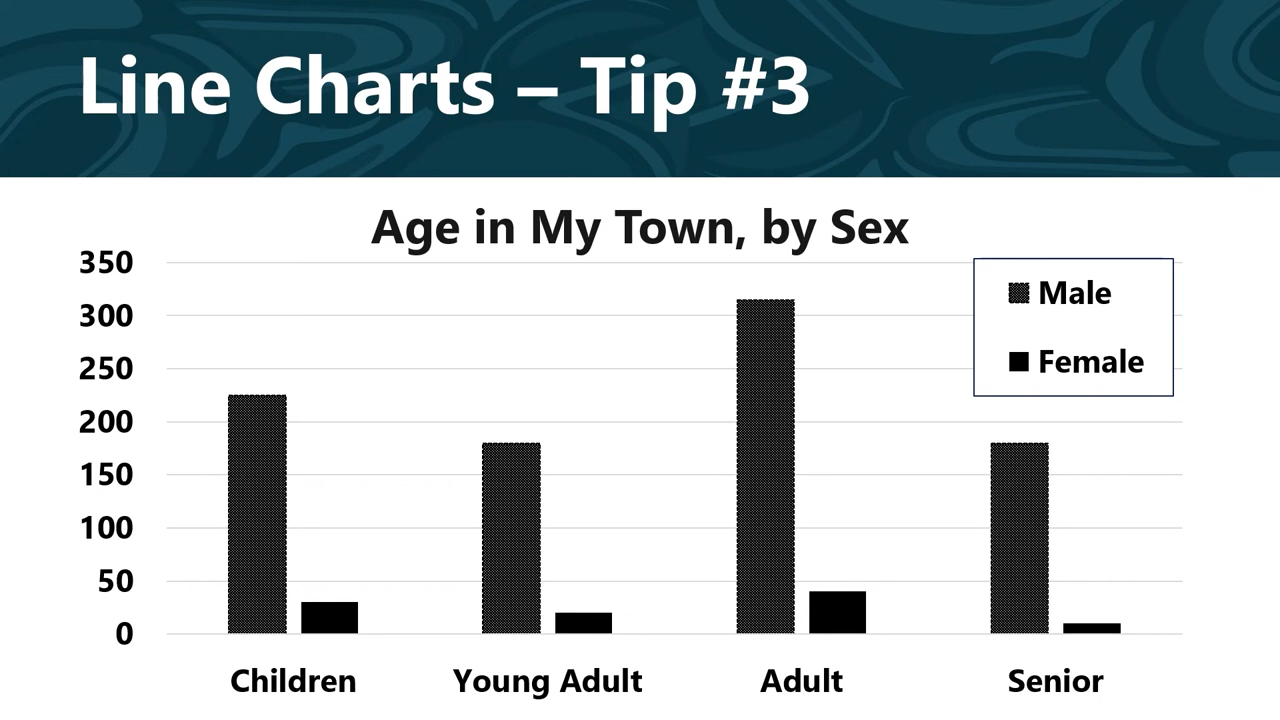 Line Charts – Tip #3
Age in My Town, by Sex
350
300
250
200
150
100
50
0
Male
Female
Children
Young Adult
Adult
Senior